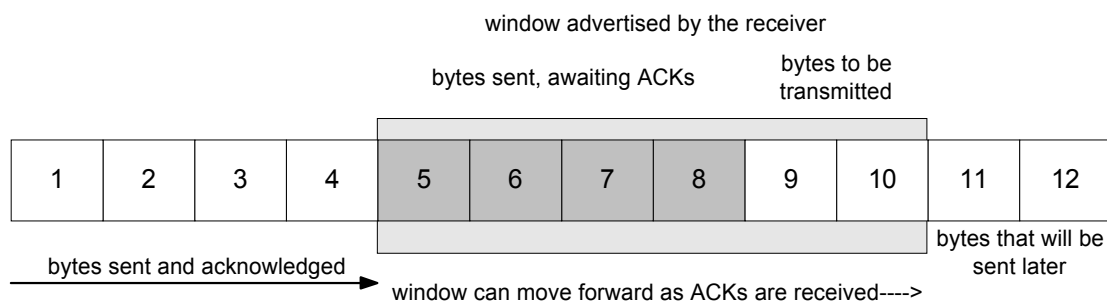 window advertised by the receiver
bytes sent, awaiting ACKs
bytes to be
transmitted
1 2 3 4 5 6 7 8 9 10 11 12
bytes sent and acknowledged
bytes that will be
sent later
window can move forward as ACKs are received---->